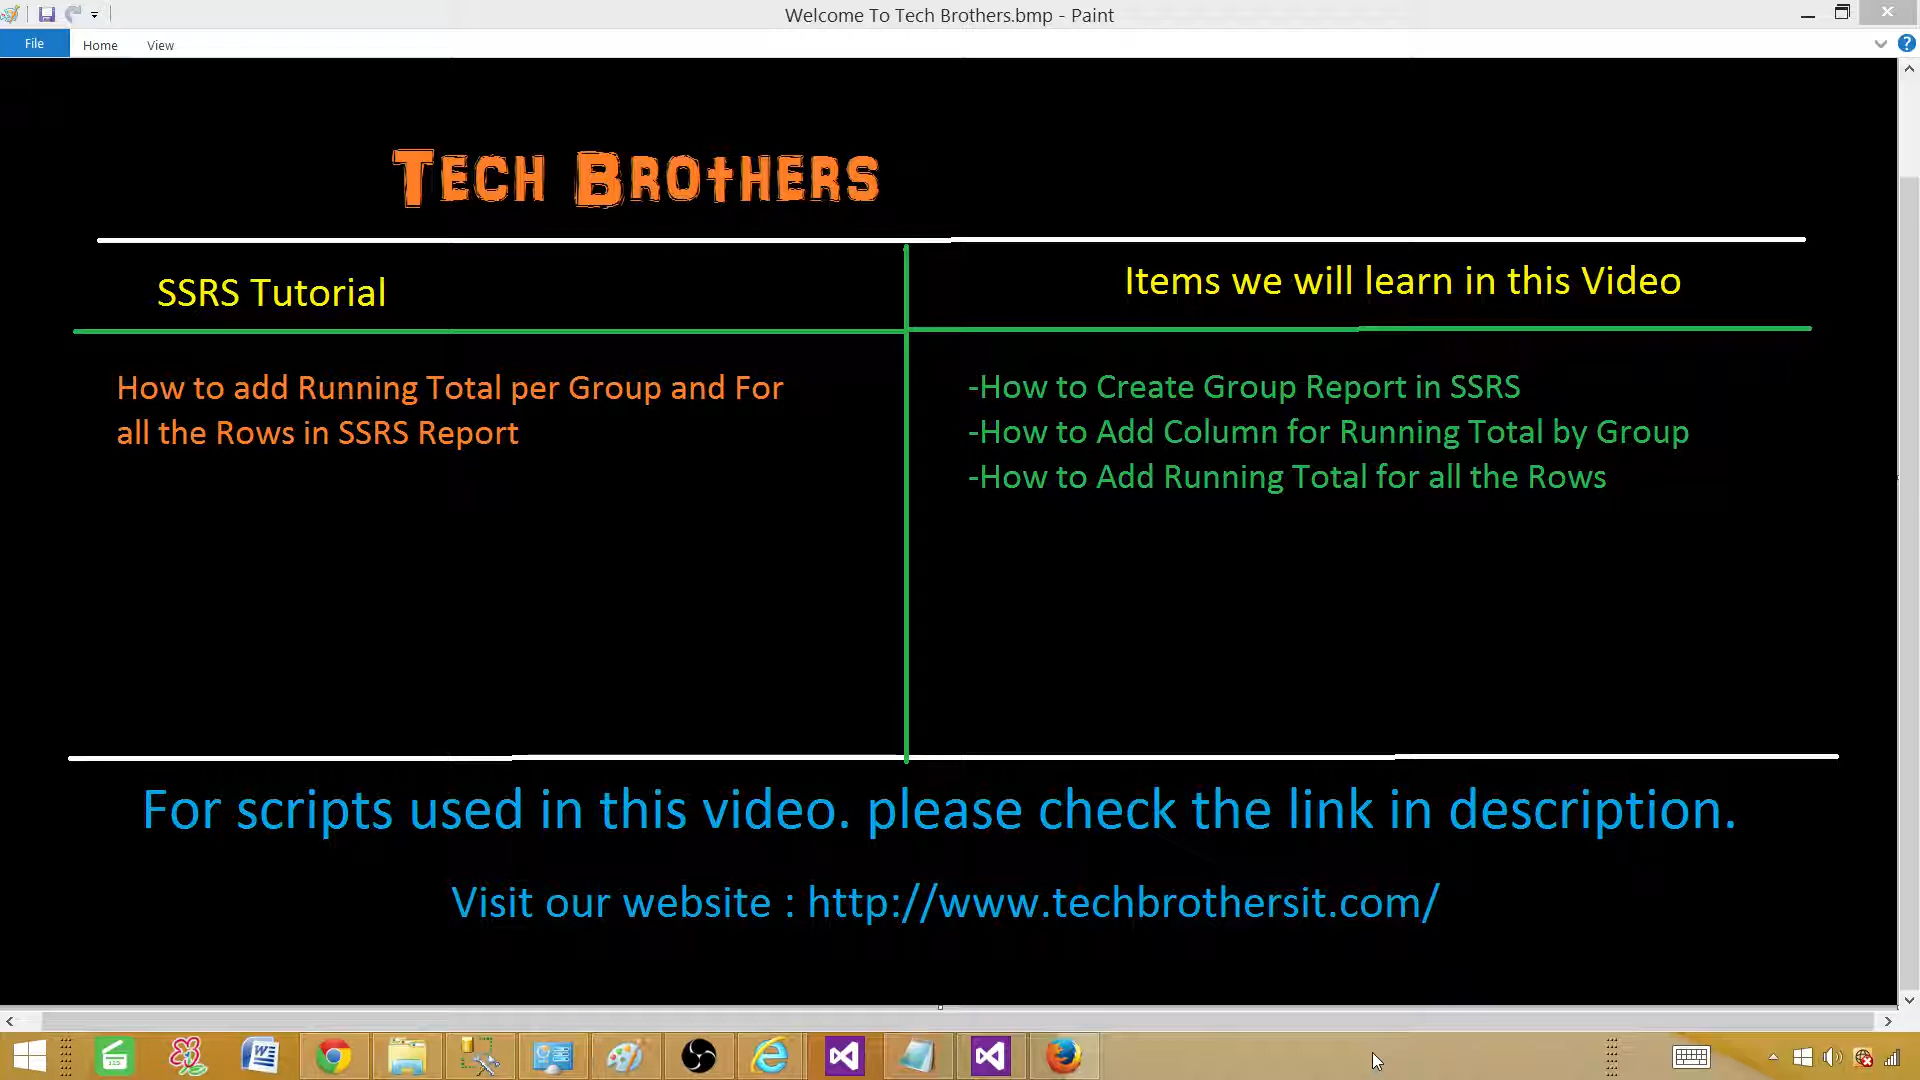 Welcome To Tech Brothers.bmp - Paint
File
Home
View
Tech Brothers
SSRS Tutorial
Items we will learn in this Video
How to add Running Total per Group and For
all the Rows in SSRS Report
-How to Create Group Report in SSRS
-How to Add Column for Running Total by Group
-How to Add Running Total for all the Rows
For scripts used in this video. please check the link in description.
Visit our website : http://www.techbrothersit.com/